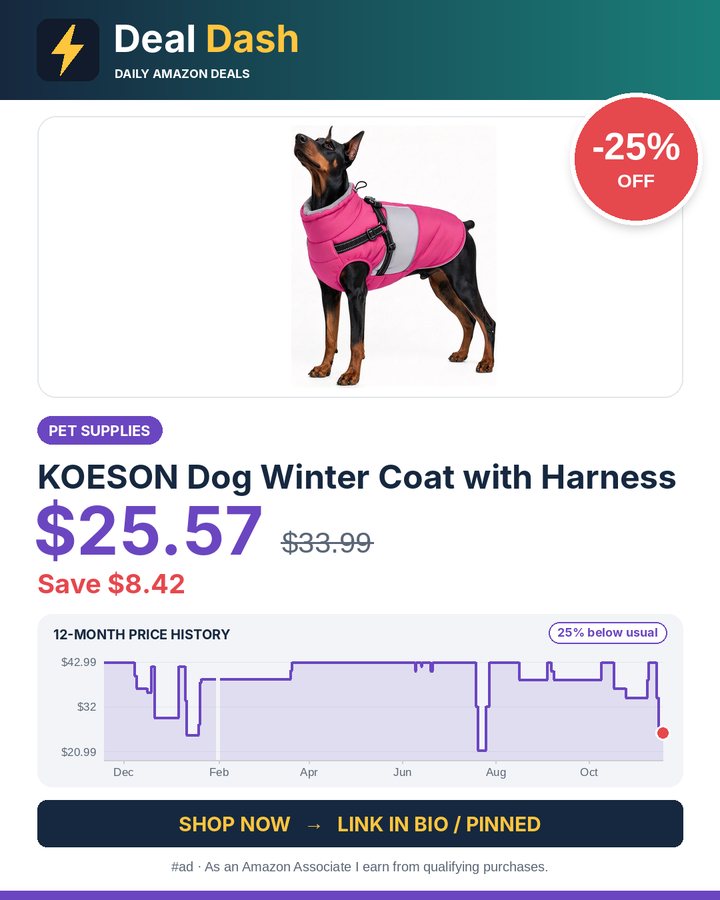 Deal Dash
DAILY AMAZON DEALS
-25%
OFF
PET SUPPLIES
KOESON Dog Winter Coat with Harness
$25.57 $33.99
Save $8.42
12-MONTH PRICE HISTORY 25% below usual
$42.99
$32
$20.99
Dec Feb Apr Jun Aug Oct
SHOP NOW → LINK IN BIO / PINNED
#ad · As an Amazon Associate I earn from qualifying purchases.